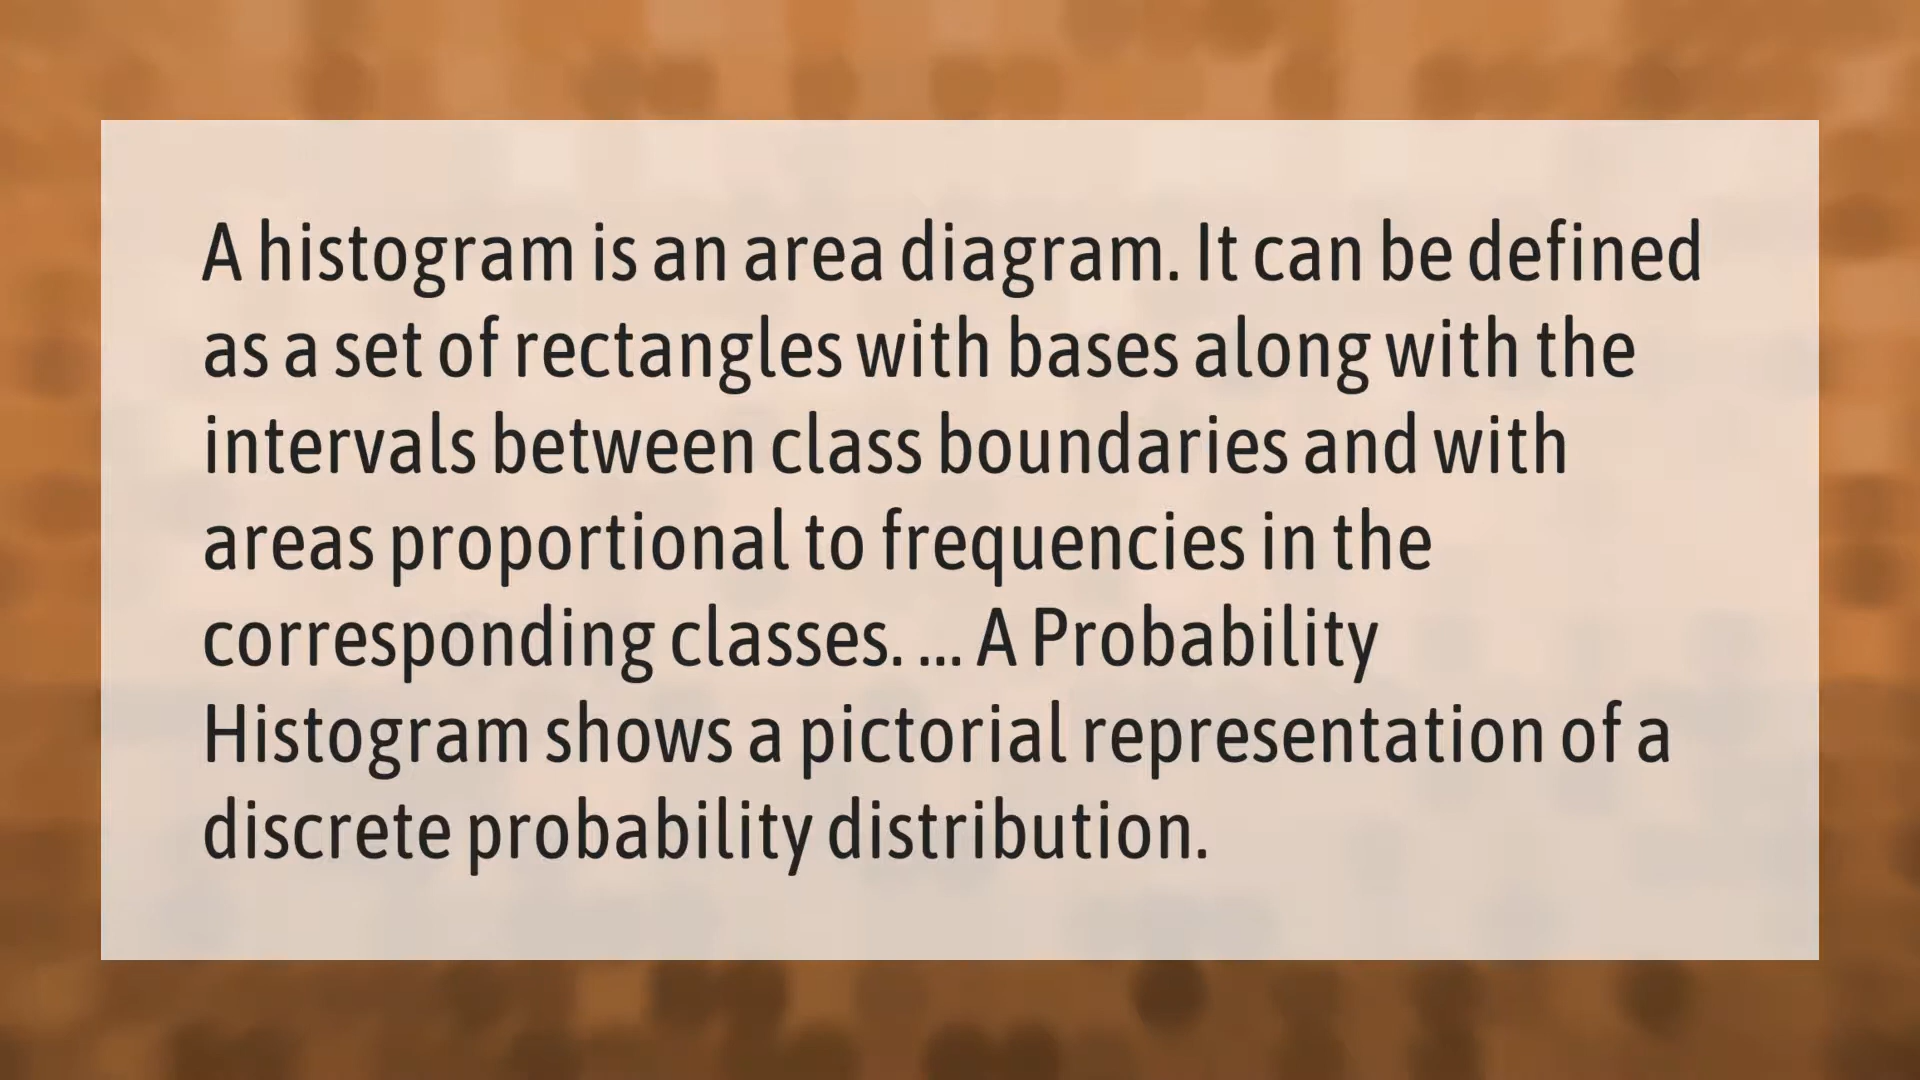 A histogram is an area diagram. It can be defined
as a set of rectangles with bases along with the
intervals between class boundaries and with
areas proportional to frequencies in the
corresponding classes. ... A Probability
Histogram shows a pictorial representation of a
discrete probability distribution.